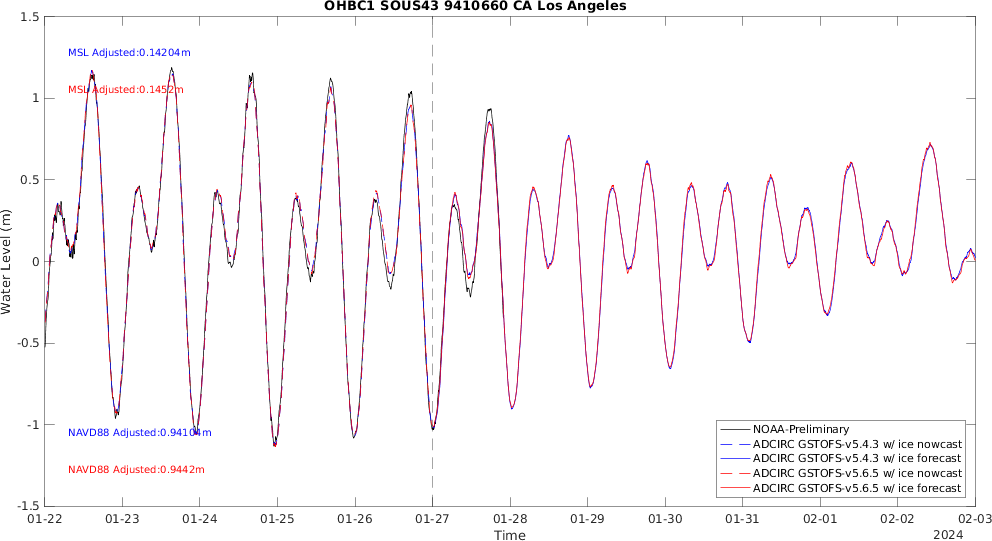 OHBC1 SOUS43 9410660 CA Los Angeles
1.5
1
0.5
0
-0.5
-1
-1.5
Water Level (m)
MSL Adjusted:0.14204m
MSL Adjusted:0.1452m
NAVD88 Adjusted:0.94104m
NAVD88 Adjusted:0.9442m
NOAA-Preliminary
ADCIRC GSTOFS-v5.4.3 w/ ice nowcast
ADCIRC GSTOFS-v5.4.3 w/ ice forecast
ADCIRC GSTOFS-v5.6.5 w/ ice nowcast
ADCIRC GSTOFS-v5.6.5 w/ ice forecast
01-22 01-23 01-24 01-25 01-26 01-27 01-28 01-29 01-30 01-31 02-01 02-02 02-03
Time
2024